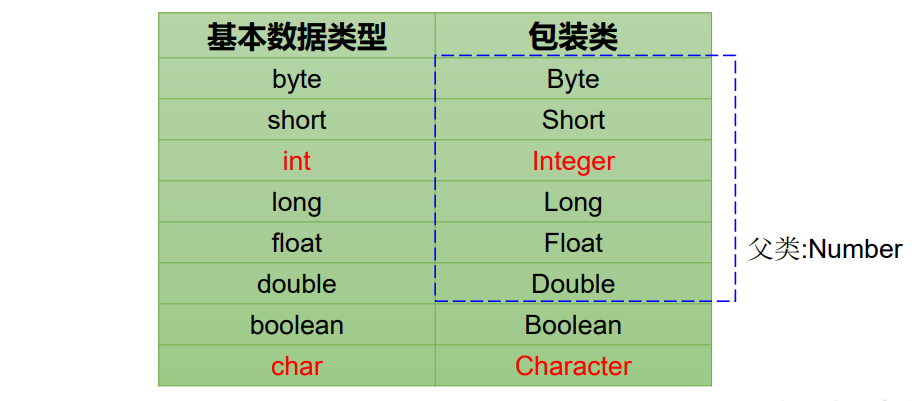 基本数据类型 包装类
byte Byte
short Short
int Integer
long Long
float Float
父类:Number
double Double
boolean Boolean
char Character